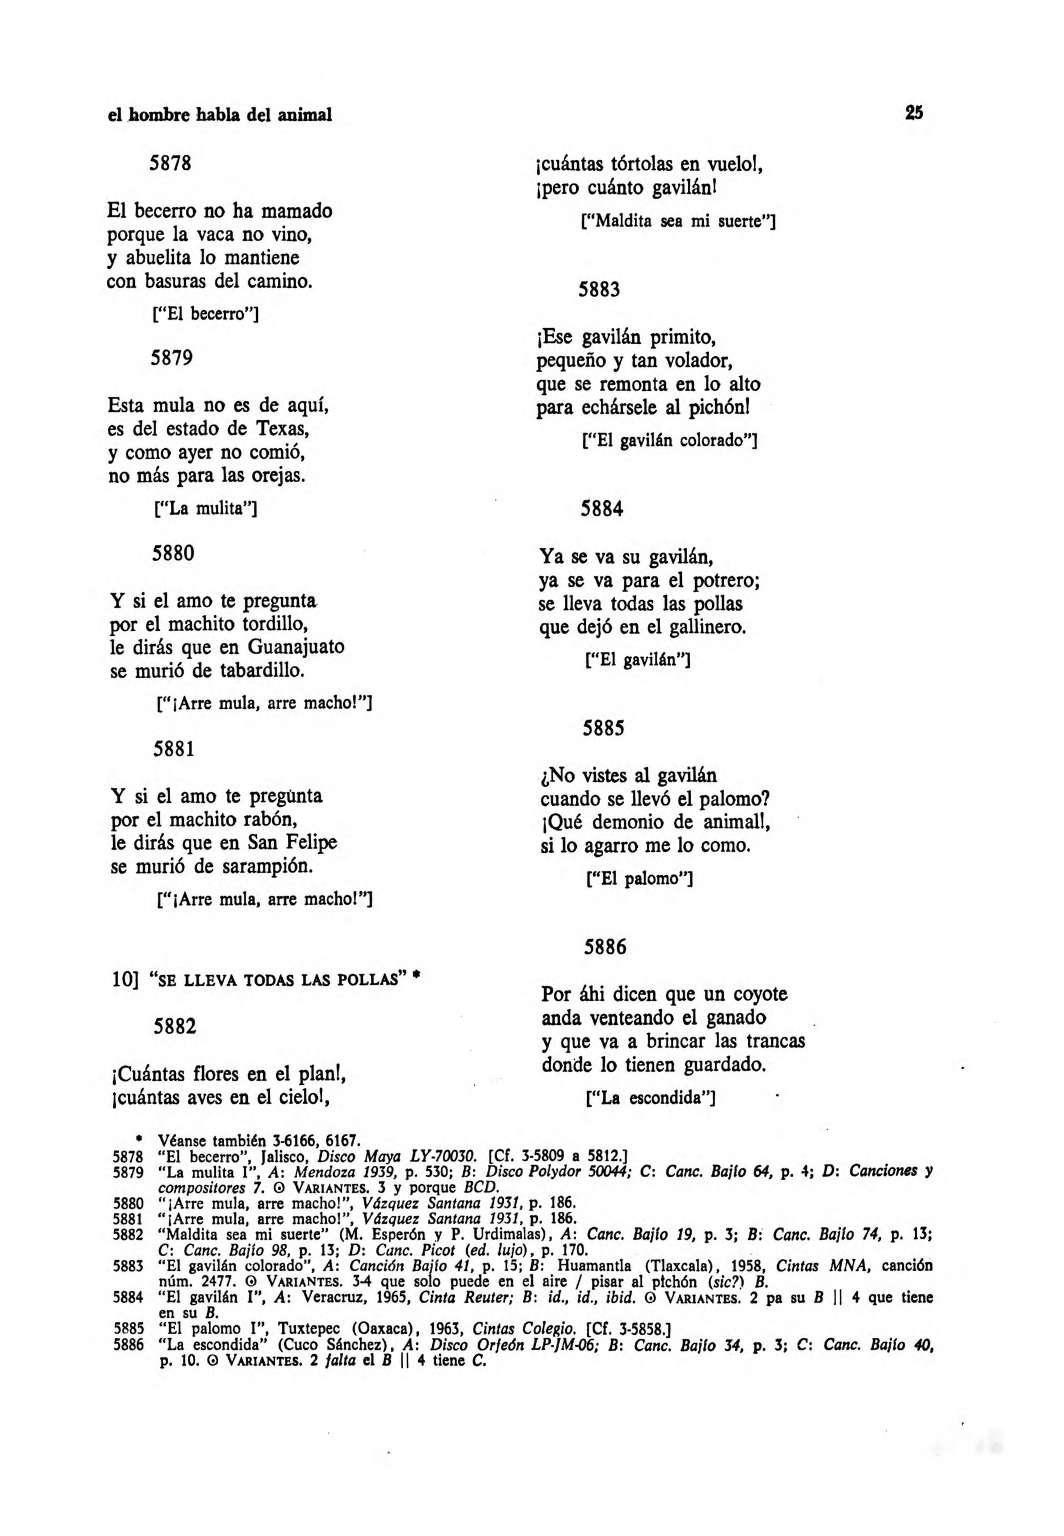 el hombre habla del animal
25
5878
El becerro no ha mamado
porque la vaca no vino,
y abuelita lo mantiene
con basuras del camino.
["El becerro"]
5879
Esta mula no es de aquí,
es del estado de Texas,
y como ayer no comió,
no más para las orejas.
["La mulita"]
5880
Y si el amo te pregunta
por el machito tordillo,
le dirás que en Guanajuato
se murió de tabardillo.
["¡Arre mula, arre macho!"]
5881
Y si el amo te pregunta
por el machito rabón,
le dirás que en San Felipe
se murió de sarampión.
["¡Arre mula, arre macho!"]
10] "SE LLEVA TODAS LAS POLLAS" *
5882
¡Cuántas flores en el plan!,
¡cuántas aves en el cielo!,
¡cuántas tórtolas en vuelo!,
¡pero cuánto gavilán!
["Maldita sea mi suerte"]
5883
¡Ese gavilán primito,
pequeño y tan volador,
que se remonta en lo alto
para echársele al pichón!
["El gavilán colorado"]
5884
Ya se va su gavilán,
ya se va para el potrero;
se lleva todas las pollas
que dejó en el gallinero.
["El gavilán"]
5885
¿No vistes al gavilán
cuando se llevó el palomo?
¡Qué demonio de animal!,
si lo agarro me lo como.
["El palomo"]
5886
Por áhi dicen que un coyote
anda venteando el ganado
y que va a brincar las trancas
donde lo tienen guardado.
["La escondida"]
* Véanse también 3-6166, 6167.
5878 "El becerro", Jalisco, Disco Maya LY-70030. [Cf. 3-5809 a 5812.]
5879 "La mulita I", A: Mendoza 1939, p. 530; B: Disco Polydor 50044; C: Canc. Bajío 64, p. 4; D: Canciones y
compositores 7. ⊙ VARIANTES. 3 y porque BCD.
5880 "¡Arre mula, arre macho!", Vázquez Santana 1931, p. 186.
5881 "¡Arre mula, arre macho!", Vázquez Santana 1931, p. 186.
5882 "Maldita sea mi suerte" (M. Esperón y P. Urdimalas), A: Canc. Bajío 19, p. 3; B: Canc. Bajío 74, p. 13;
C: Canc. Bajío 98, p. 13; D: Canc. Picot (ed. lujo), p. 170.
5883 "El gavilán colorado", A: Canción Bajío 41, p. 15; B: Huamantla (Tlaxcala), 1958, Cintas MNA, canción
núm. 2477. ⊙ VARIANTES. 3-4 que solo puede en el aire / pisar al pichón (sic?) B.
5884 "El gavilán I", A: Veracruz, 1965, Cinta Reuter; B: id., id., ibid. ⊙ VARIANTES. 2 pa su B || 4 que tiene
en su B.
5885 "El palomo I", Tuxtepec (Oaxaca), 1963, Cintas Colegio. [Cf. 3-5858.]
5886 "La escondida" (Cuco Sánchez), A: Disco Orfeón LP-JM-06; B: Canc. Bajío 34, p. 3; C: Canc. Bajío 40,
p. 10. ⊙ VARIANTES. 2 falta el B || 4 tiene C.